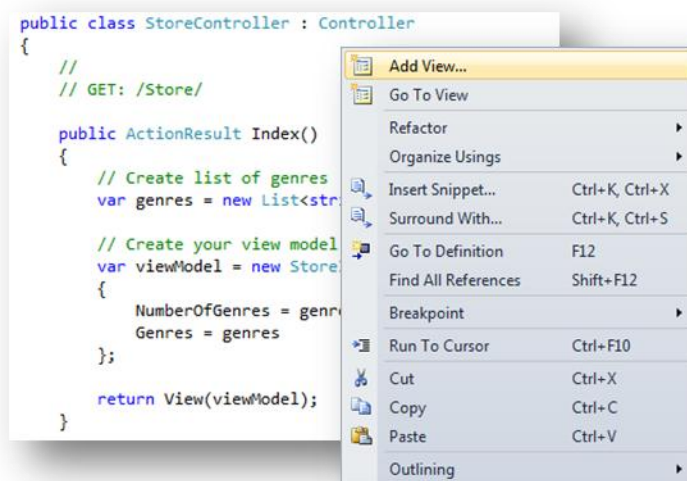 public class StoreController : Controller
{
//
// GET: /Store/
public ActionResult Index()
{
// Create list of genres
var genres = new List<stri
// Create your view model
var viewModel = new Store
{
NumberOfGenres = genre
Genres = genres
};
return View(viewModel);
}
Add View...
Go To View
Refactor
Organize Usings
Insert Snippet... Ctrl+K, Ctrl+X
Surround With... Ctrl+K, Ctrl+S
Go To Definition F12
Find All References Shift+F12
Breakpoint
Run To Cursor Ctrl+F10
Cut Ctrl+X
Copy Ctrl+C
Paste Ctrl+V
Outlining